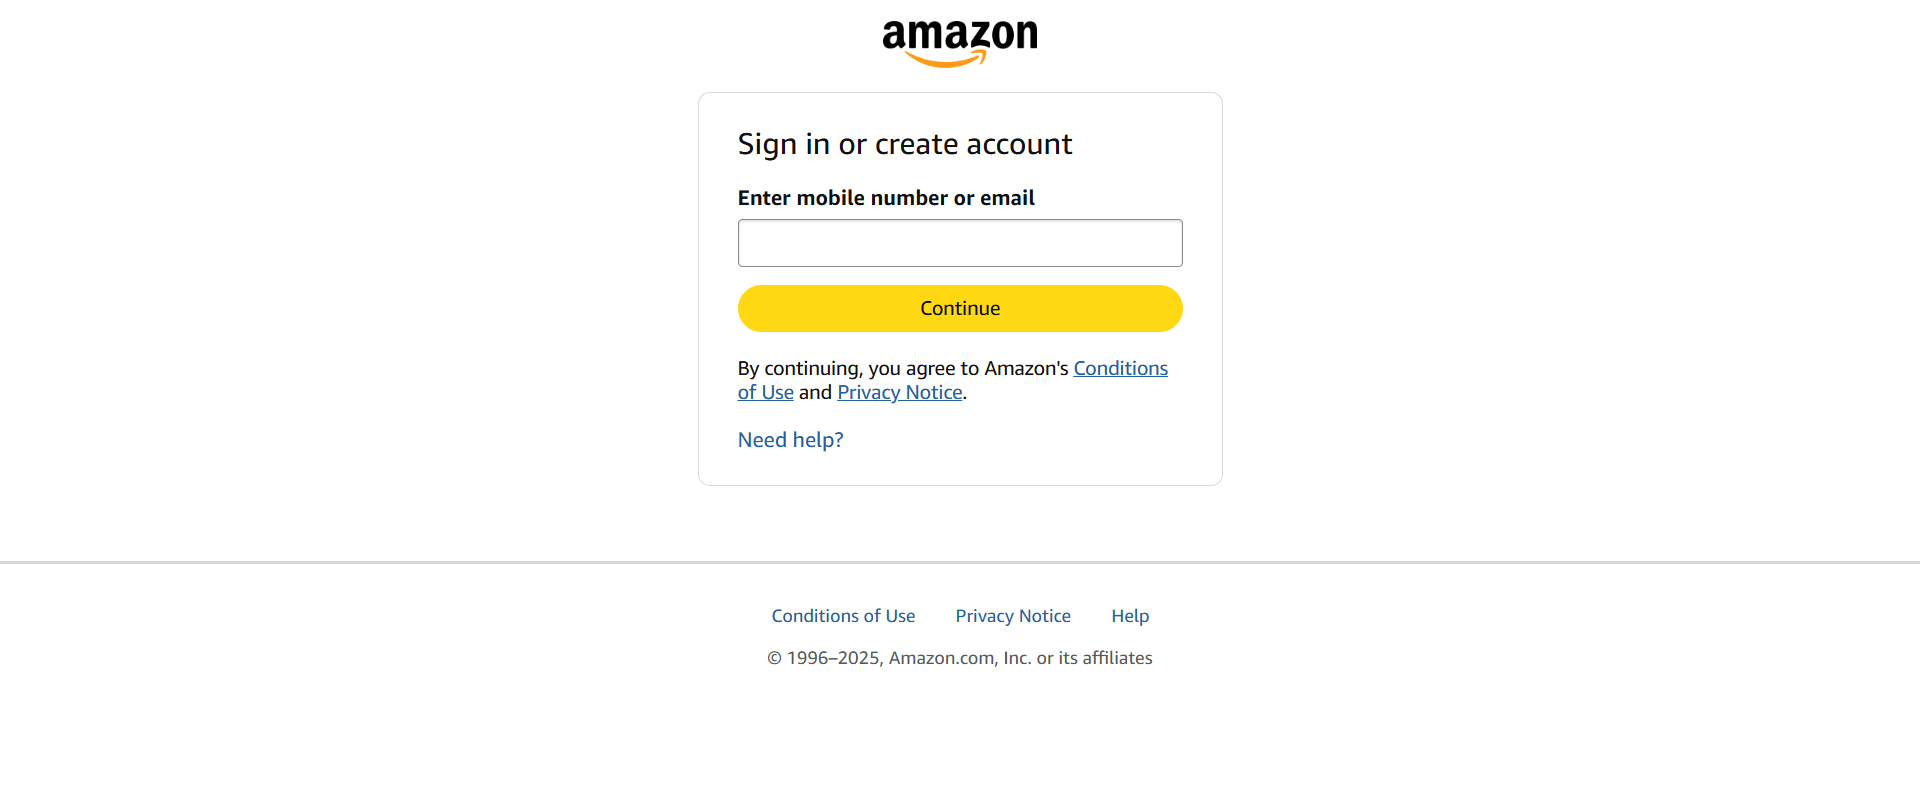 amazon
Sign in or create account
Enter mobile number or email
Continue
By continuing, you agree to Amazon's Conditions
of Use and Privacy Notice.
Need help?
Conditions of Use Privacy Notice Help
© 1996–2025, Amazon.com, Inc. or its affiliates